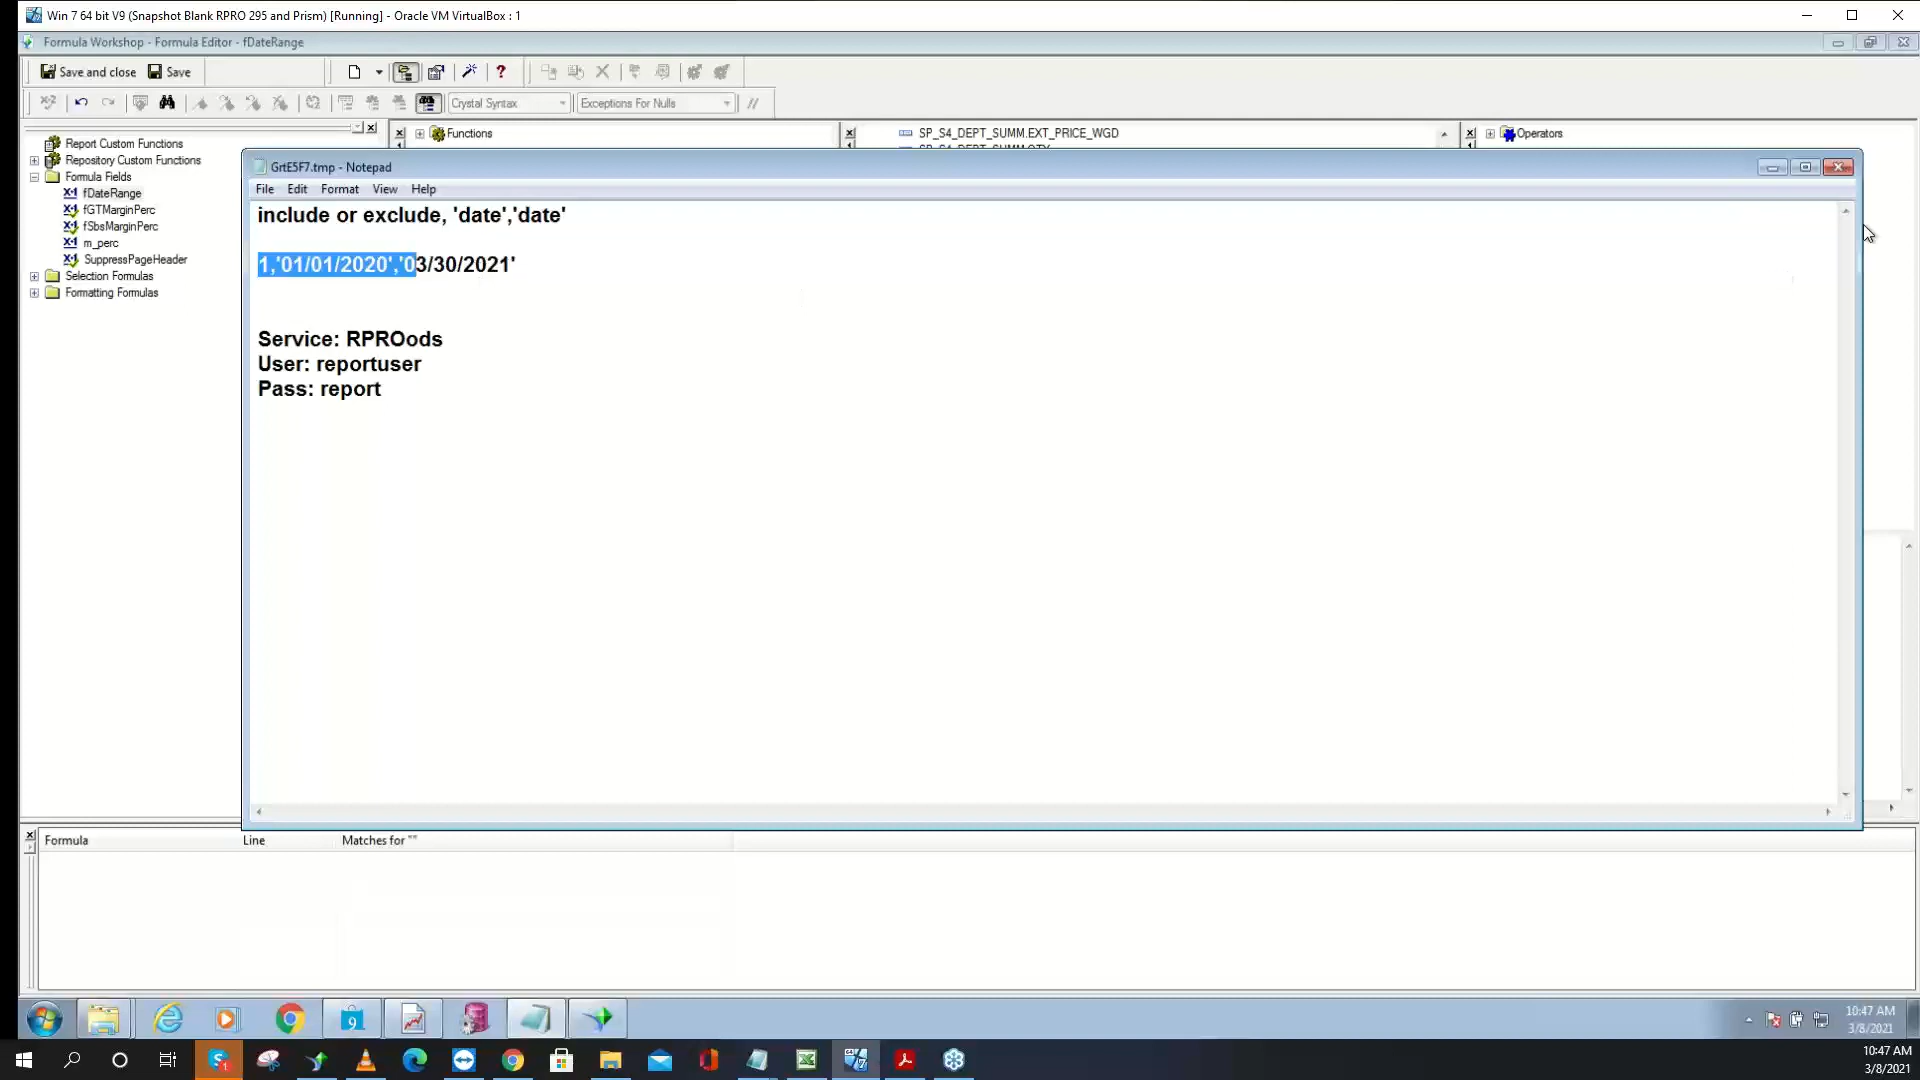 Win 7 64 bit V9 (Snapshot Blank RPRO 295 and Prism) [Running] - Oracle VM VirtualBox : 1
Formula Workshop - Formula Editor - fDateRange
Save and close Save
Crystal Syntax Exceptions For Nulls //
Report Custom Functions
Repository Custom Functions
Formula Fields
fDateRange
fGTMarginPerc
fSbsMarginPerc
m_perc
SuppressPageHeader
Selection Formulas
Formatting Formulas
Functions
SP_S4_DEPT_SUMM.EXT_PRICE_WGD
Operators
GrtE5F7.tmp - Notepad
File Edit Format View Help
include or exclude, 'date','date'
1,'01/01/2020','03/30/2021'
Service: RPROods
User: reportuser
Pass: report
Formula Line Matches for ""
10:47 AM
3/8/2021
10:47 AM
3/8/2021